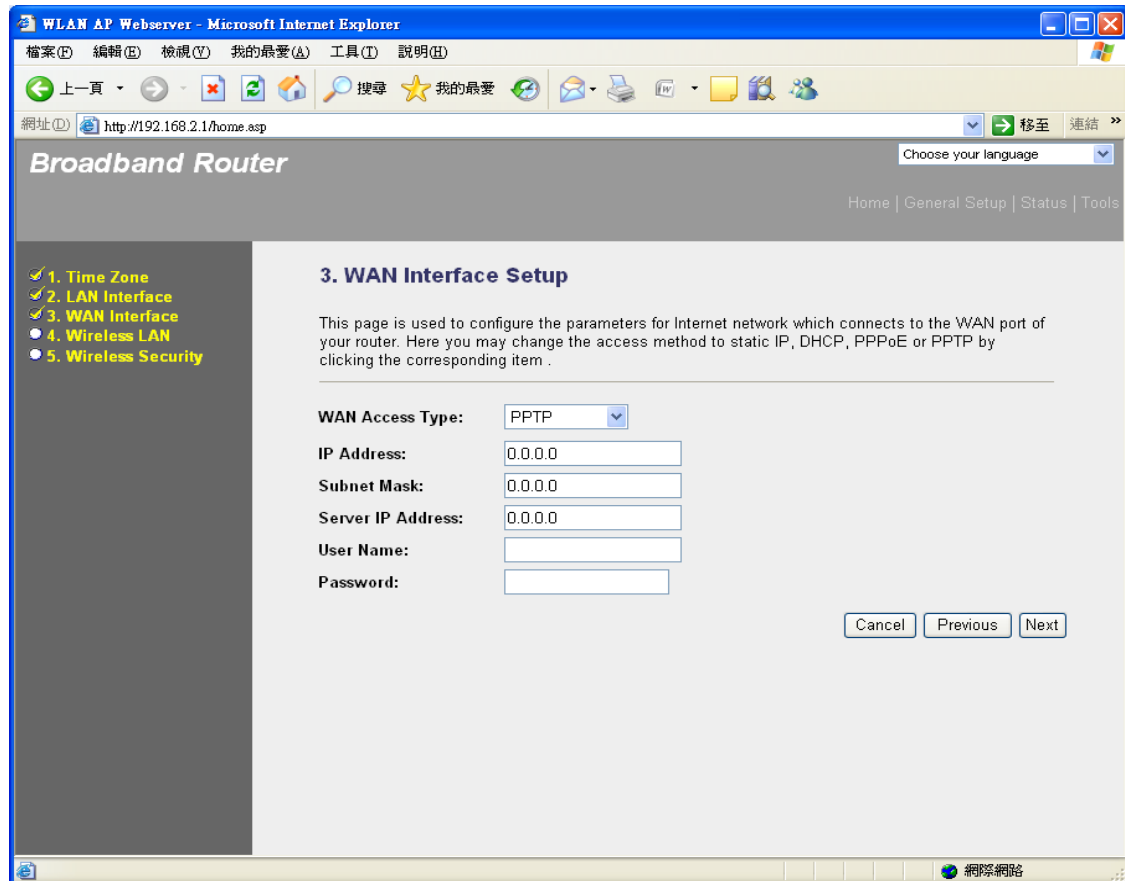 WLAN AP Webserver - Microsoft Internet Explorer
檔案(F) 編輯(E) 檢視(V) 我的最愛(A) 工具(T) 說明(H)
上一頁 搜尋 我的最愛
網址(D) http://192.168.2.1/home.asp 移至 連結 »
Broadband Router
Choose your language
Home | General Setup | Status | Tools
1. Time Zone
2. LAN Interface
3. WAN Interface
4. Wireless LAN
5. Wireless Security
3. WAN Interface Setup
This page is used to configure the parameters for Internet network which connects to the WAN port of
your router. Here you may change the access method to static IP, DHCP, PPPoE or PPTP by
clicking the corresponding item .
WAN Access Type: PPTP
IP Address: 0.0.0.0
Subnet Mask: 0.0.0.0
Server IP Address: 0.0.0.0
User Name:
Password:
Cancel Previous Next
網際網路